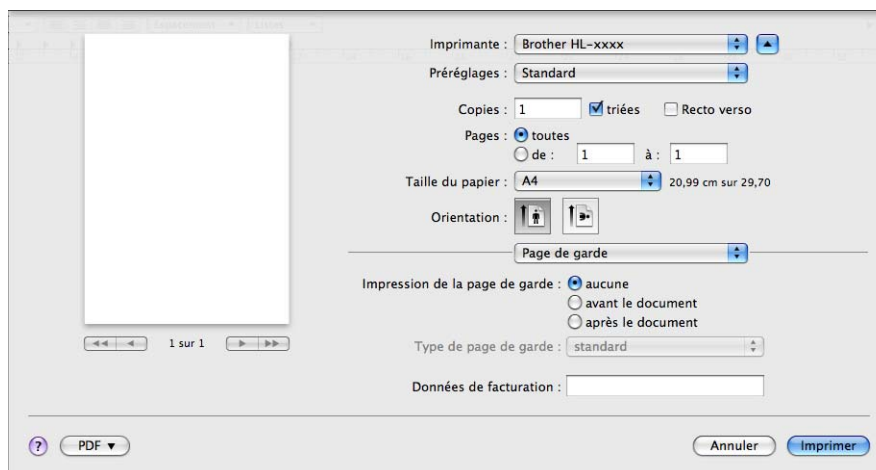 Espacement Listes
Imprimante : Brother HL-xxxx
Préréglages : Standard
Copies : 1 triées Recto verso
Pages : toutes
de : 1 à : 1
Taille du papier : A4 20,99 cm sur 29,70
Orientation :
Page de garde
Impression de la page de garde : aucune
avant le document
après le document
1 sur 1
Type de page de garde : standard
Données de facturation :
? PDF
Annuler Imprimer